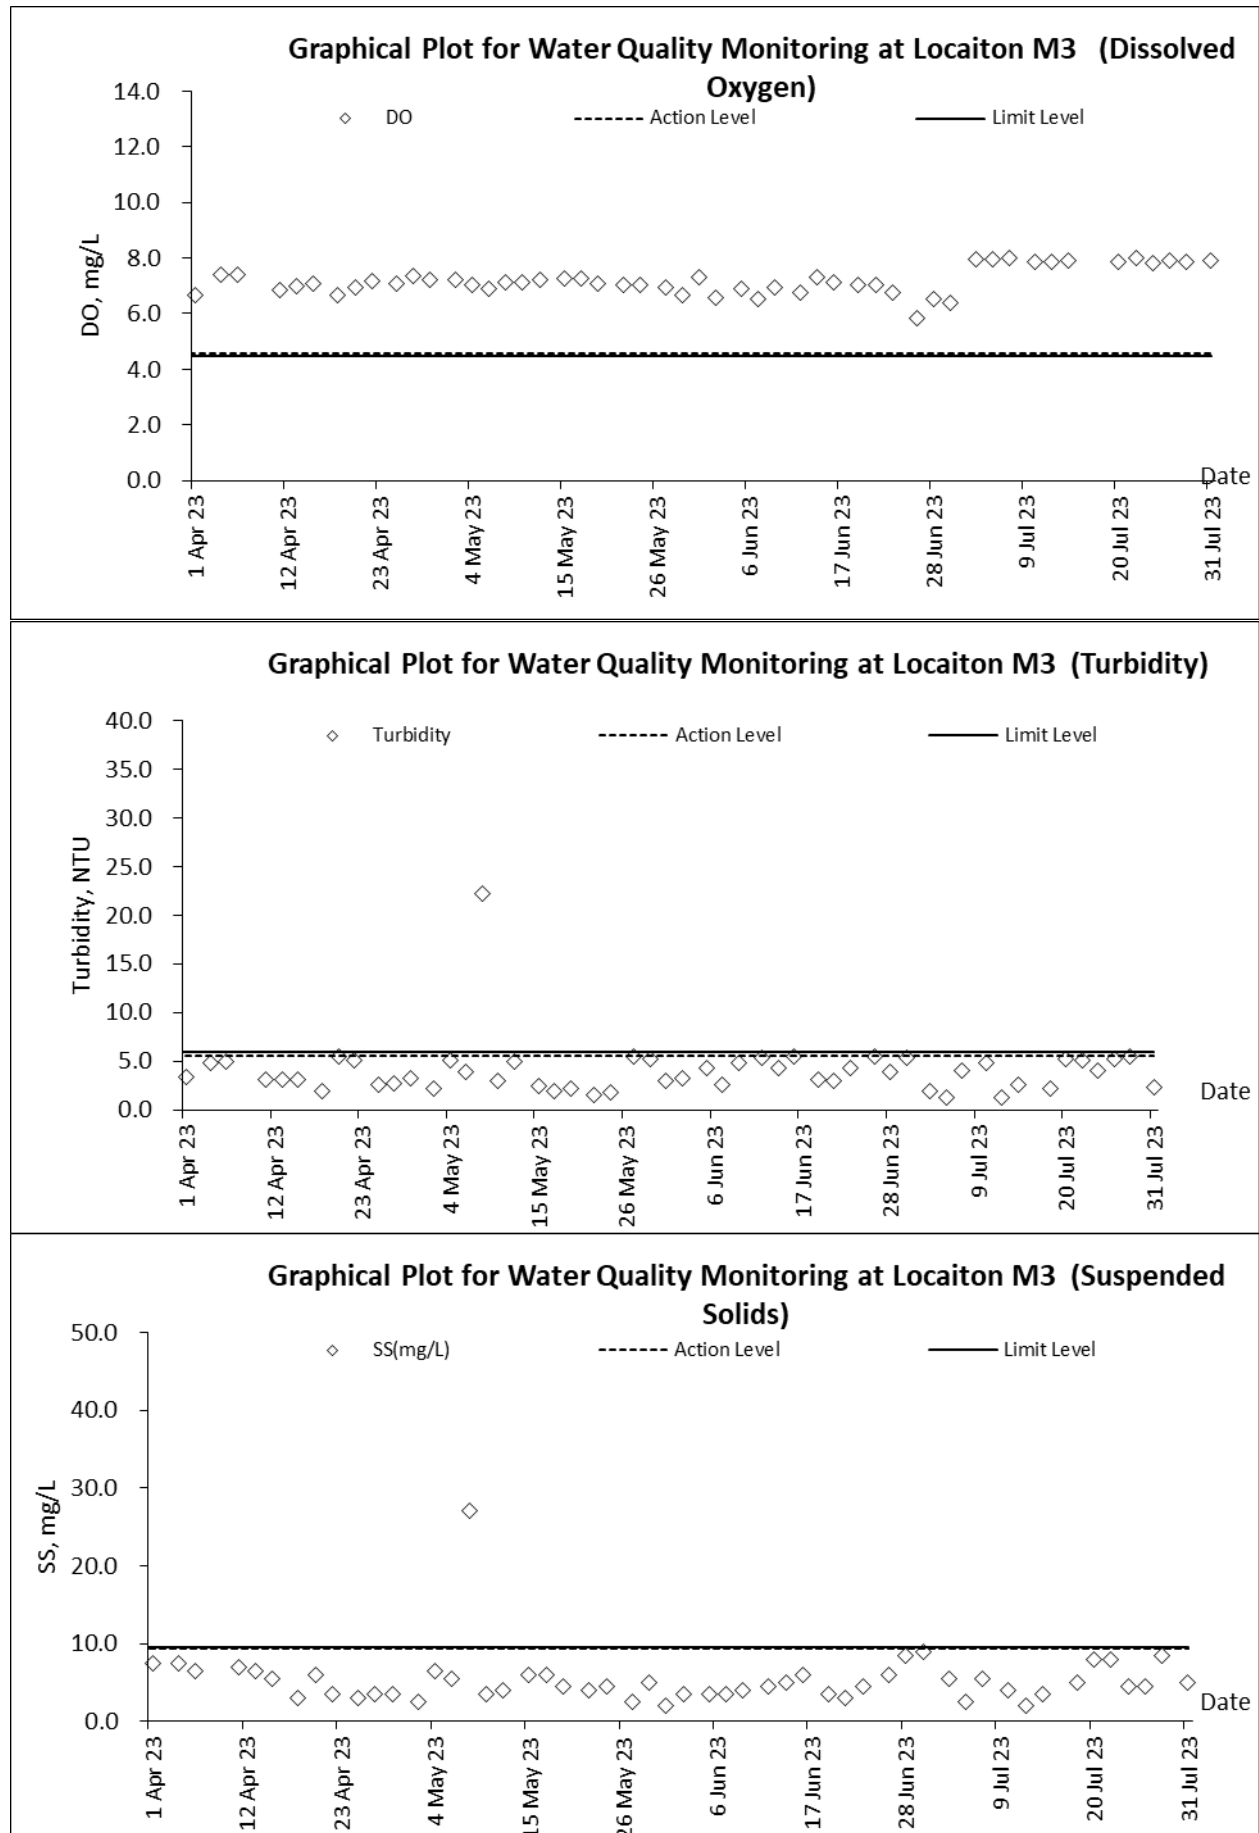 Graphical Plot for Water Quality Monitoring at Locaiton M3 (Dissolved
Oxygen)
DO
Action Level
Limit Level
DO, mg/L
14.0
12.0
10.0
8.0
6.0
4.0
2.0
0.0
Date
1 Apr 23
12 Apr 23
23 Apr 23
4 May 23
15 May 23
26 May 23
6 Jun 23
17 Jun 23
28 Jun 23
9 Jul 23
20 Jul 23
31 Jul 23
Graphical Plot for Water Quality Monitoring at Locaiton M3 (Turbidity)
Turbidity
Action Level
Limit Level
Turbidity, NTU
40.0
35.0
30.0
25.0
20.0
15.0
10.0
5.0
0.0
Date
1 Apr 23
12 Apr 23
23 Apr 23
4 May 23
15 May 23
26 May 23
6 Jun 23
17 Jun 23
28 Jun 23
9 Jul 23
20 Jul 23
31 Jul 23
Graphical Plot for Water Quality Monitoring at Locaiton M3 (Suspended
Solids)
SS(mg/L)
Action Level
Limit Level
SS, mg/L
50.0
40.0
30.0
20.0
10.0
0.0
Date
1 Apr 23
12 Apr 23
23 Apr 23
4 May 23
15 May 23
26 May 23
6 Jun 23
17 Jun 23
28 Jun 23
9 Jul 23
20 Jul 23
31 Jul 23